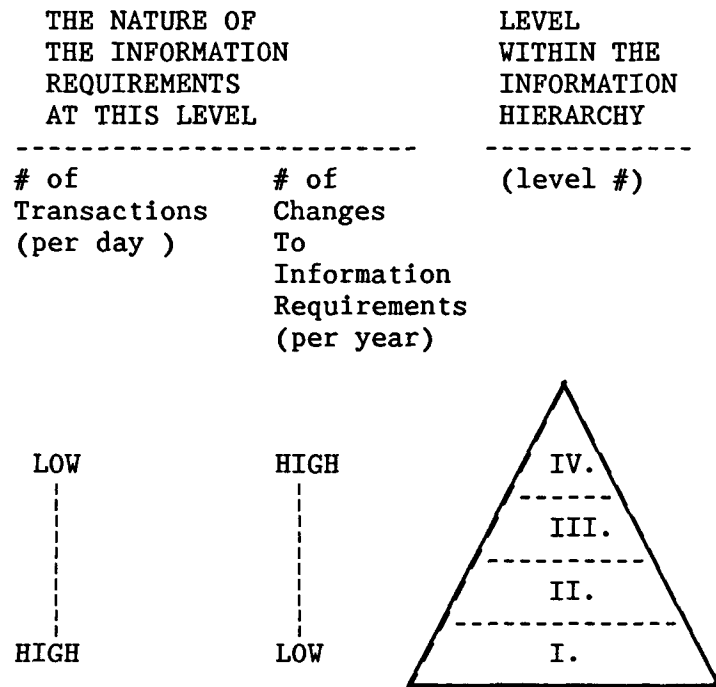 THE NATURE OF
THE INFORMATION
REQUIREMENTS
AT THIS LEVEL
LEVEL
WITHIN THE
INFORMATION
HIERARCHY
# of
Transactions
(per day )
# of
Changes
To
Information
Requirements
(per year)
(level #)
LOW
HIGH
HIGH
LOW
IV.
III.
II.
I.